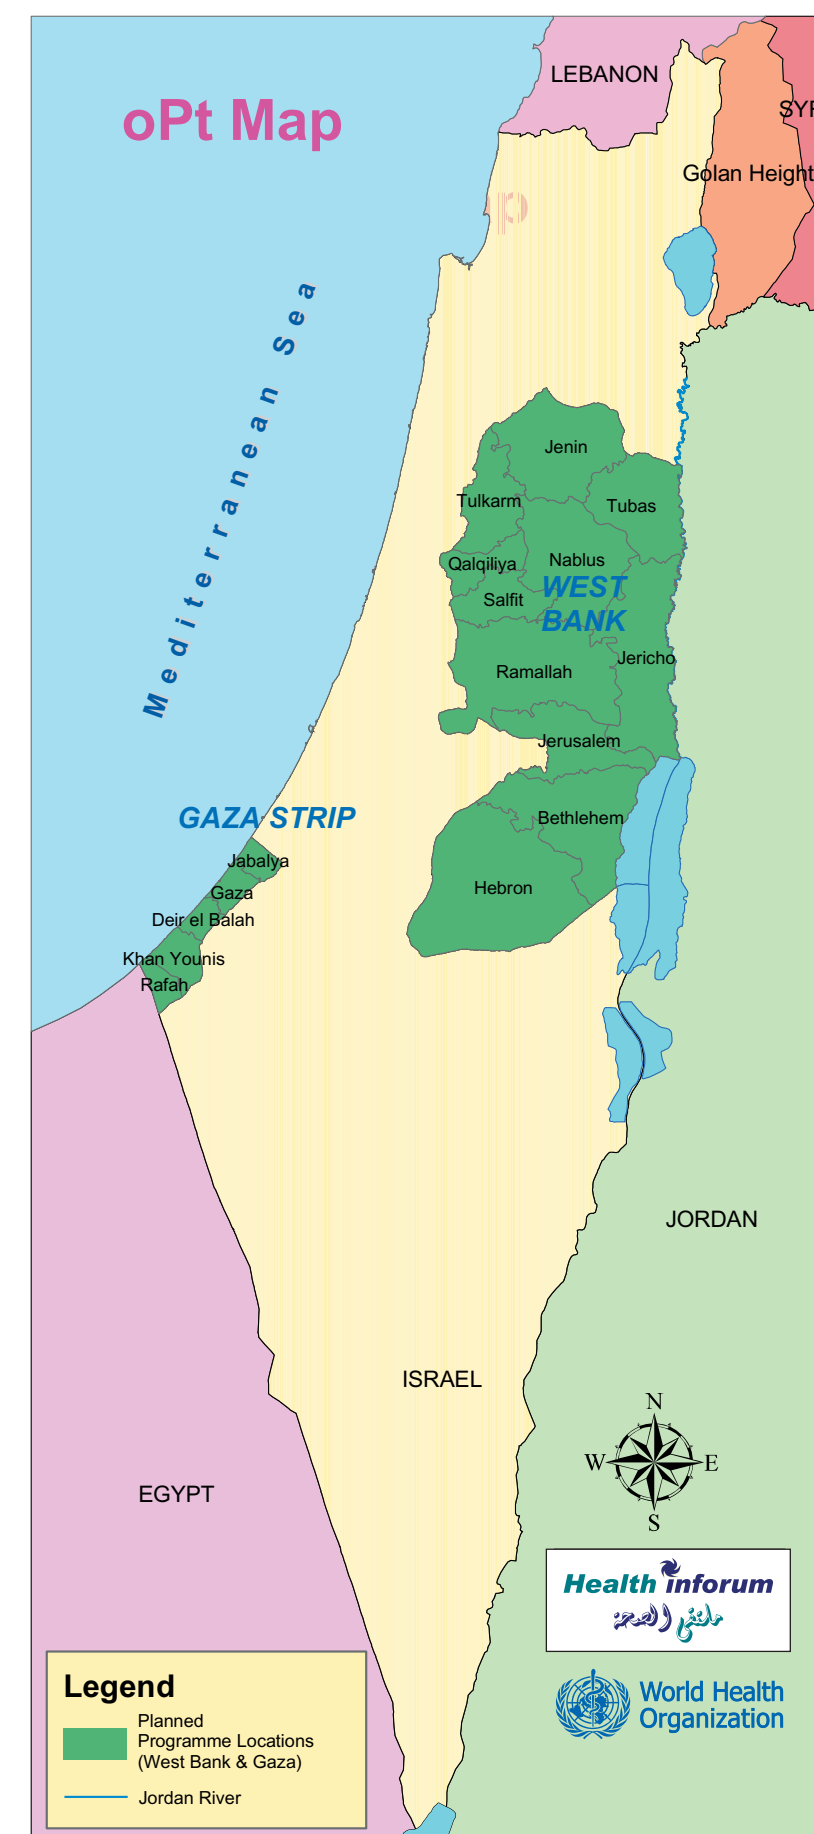 LEBANON
oPt Map
SYR
Golan Height
p
Mediterranean Sea
Jenin
Tulkarm
Tubas
Qalqiliya
Nablus
WEST
BANK
Salfit
Jericho
Ramallah
Jerusalem
GAZA STRIP
Bethlehem
Jabalya
Hebron
Gaza
Deir el Balah
Khan Younis
Rafah
JORDAN
ISRAEL
EGYPT
N
W
E
S
Health inforum
ملتقى الصحة
World Health
Organization
Legend
Planned
Programme Locations
(West Bank & Gaza)
Jordan River